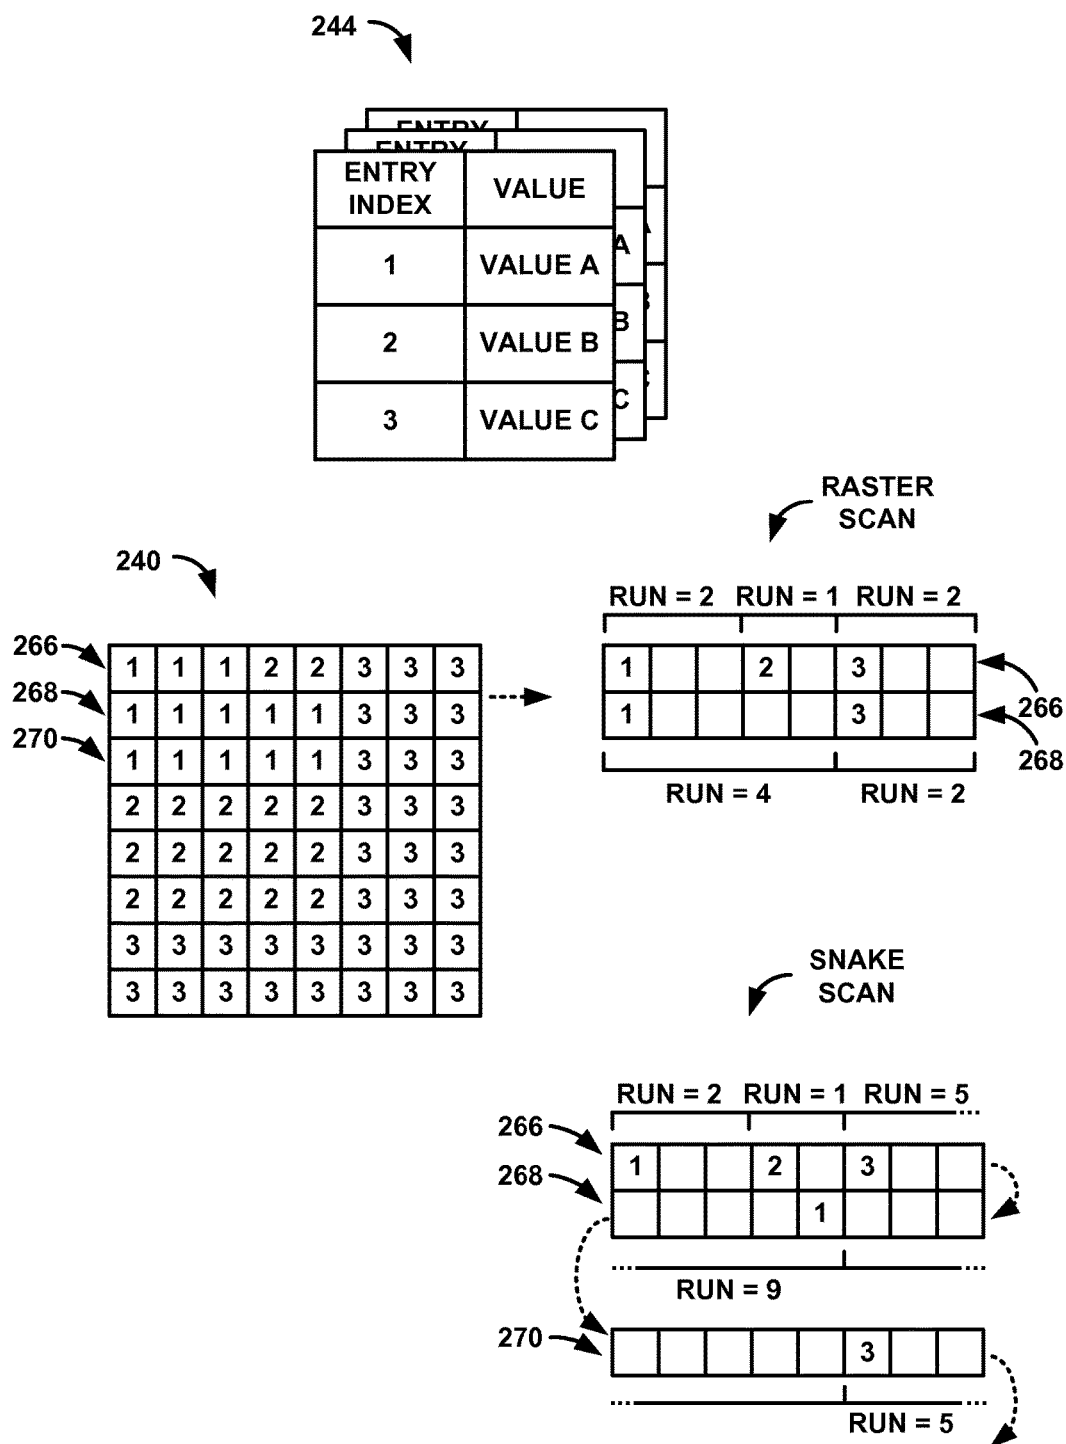 244
ENTRY
ENTRY
ENTRY INDEX VALUE
1 VALUE A A A
2 VALUE B B
3 VALUE C C
RASTER
SCAN
240
RUN = 2 RUN = 1 RUN = 2
266 1 1 1 2 2 3 3 3 1 2 3
268 1 1 1 1 1 3 3 3 1 3 266
270 1 1 1 1 1 3 3 3 268
2 2 2 2 2 3 3 3 RUN = 4 RUN = 2
2 2 2 2 2 3 3 3
2 2 2 2 2 3 3 3
3 3 3 3 3 3 3 3
3 3 3 3 3 3 3 3
SNAKE
SCAN
RUN = 2 RUN = 1 RUN = 5
266 1 2 3
268 1
RUN = 9
270 3
RUN = 5